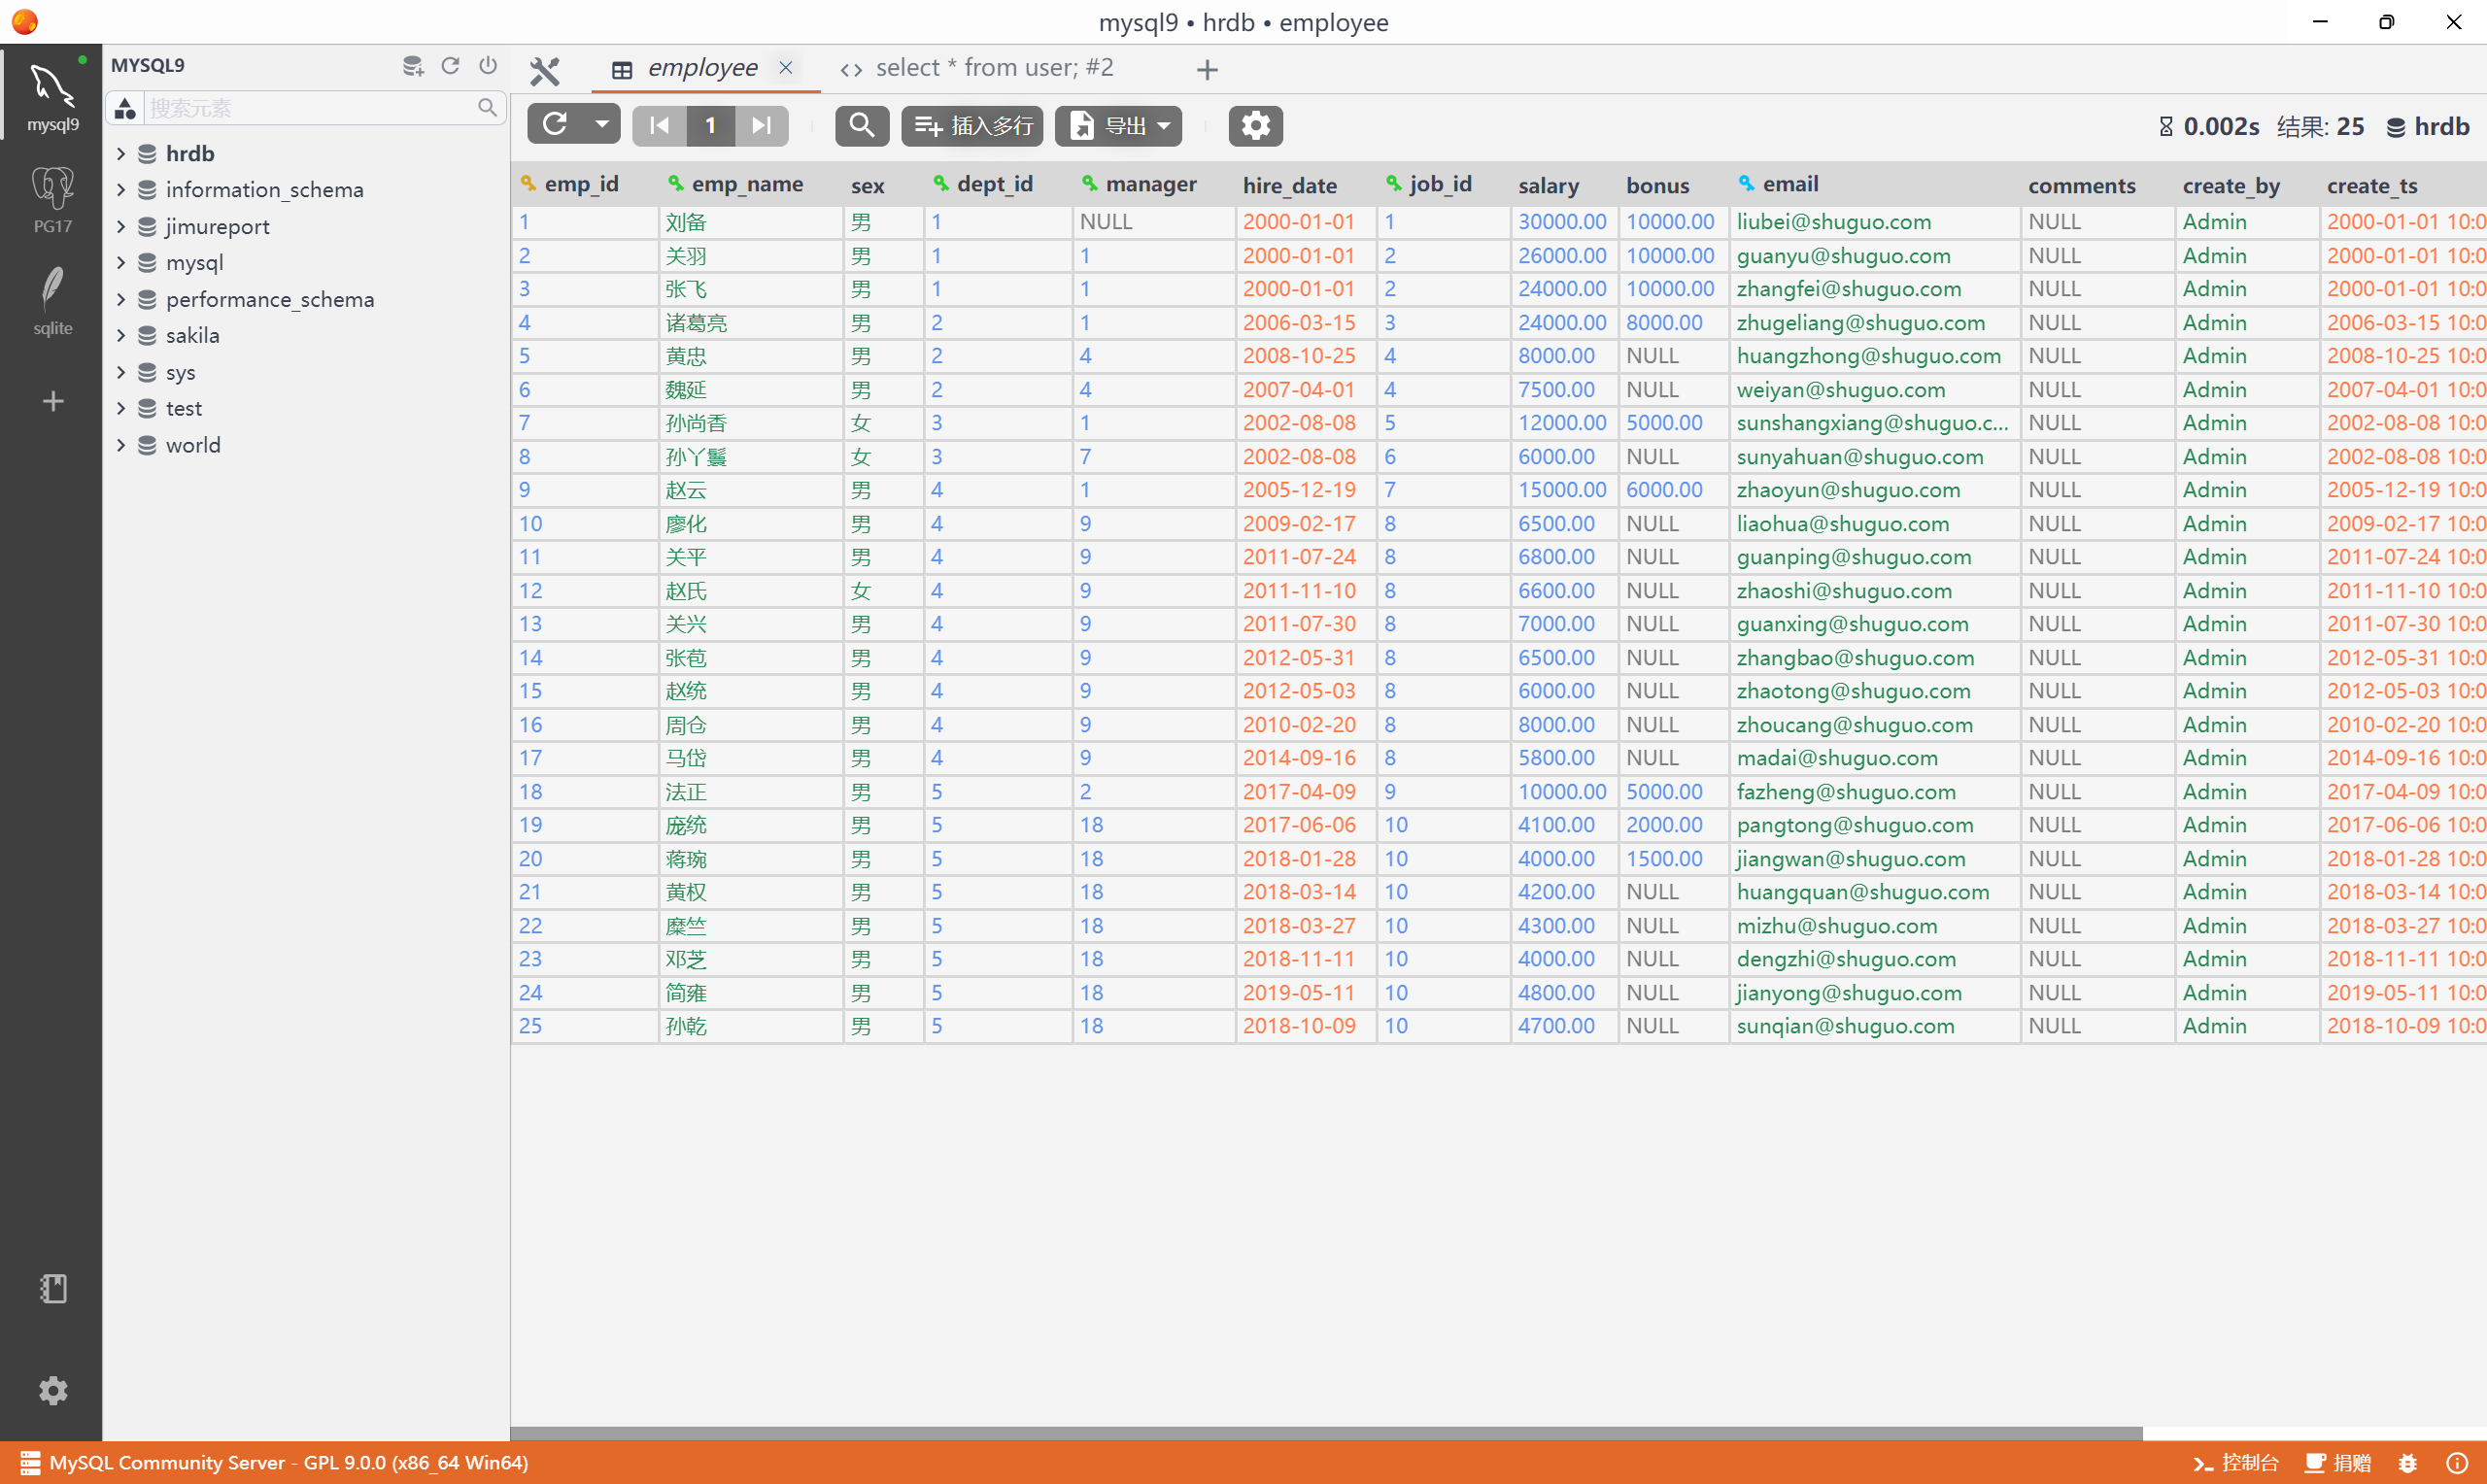 mysql9 • hrdb • employee
mysql9
PG17
sqlite
MYSQL9
搜索元素
hrdb
information_schema
jimureport
mysql
performance_schema
sakila
sys
test
world
employee
select * from user; #2
1 插入多行 导出
0.002s 结果: 25 hrdb
emp_id emp_name sex dept_id manager hire_date job_id salary bonus email comments create_by create_ts
1 刘备 男 1 NULL 2000-01-01 1 30000.00 10000.00 liubei@shuguo.com NULL Admin 2000-01-01 10:0
2 关羽 男 1 1 2000-01-01 2 26000.00 10000.00 guanyu@shuguo.com NULL Admin 2000-01-01 10:0
3 张飞 男 1 1 2000-01-01 2 24000.00 10000.00 zhangfei@shuguo.com NULL Admin 2000-01-01 10:0
4 诸葛亮 男 2 1 2006-03-15 3 24000.00 8000.00 zhugeliang@shuguo.com NULL Admin 2006-03-15 10:0
5 黄忠 男 2 4 2008-10-25 4 8000.00 NULL huangzhong@shuguo.com NULL Admin 2008-10-25 10:0
6 魏延 男 2 4 2007-04-01 4 7500.00 NULL weiyan@shuguo.com NULL Admin 2007-04-01 10:0
7 孙尚香 女 3 1 2002-08-08 5 12000.00 5000.00 sunshangxiang@shuguo.c... NULL Admin 2002-08-08 10:0
8 孙丫鬟 女 3 7 2002-08-08 6 6000.00 NULL sunyahuan@shuguo.com NULL Admin 2002-08-08 10:0
9 赵云 男 4 1 2005-12-19 7 15000.00 6000.00 zhaoyun@shuguo.com NULL Admin 2005-12-19 10:0
10 廖化 男 4 9 2009-02-17 8 6500.00 NULL liaohua@shuguo.com NULL Admin 2009-02-17 10:0
11 关平 男 4 9 2011-07-24 8 6800.00 NULL guanping@shuguo.com NULL Admin 2011-07-24 10:0
12 赵氏 女 4 9 2011-11-10 8 6600.00 NULL zhaoshi@shuguo.com NULL Admin 2011-11-10 10:0
13 关兴 男 4 9 2011-07-30 8 7000.00 NULL guanxing@shuguo.com NULL Admin 2011-07-30 10:0
14 张苞 男 4 9 2012-05-31 8 6500.00 NULL zhangbao@shuguo.com NULL Admin 2012-05-31 10:0
15 赵统 男 4 9 2012-05-03 8 6000.00 NULL zhaotong@shuguo.com NULL Admin 2012-05-03 10:0
16 周仓 男 4 9 2010-02-20 8 8000.00 NULL zhoucang@shuguo.com NULL Admin 2010-02-20 10:0
17 马岱 男 4 9 2014-09-16 8 5800.00 NULL madai@shuguo.com NULL Admin 2014-09-16 10:0
18 法正 男 5 2 2017-04-09 9 10000.00 5000.00 fazheng@shuguo.com NULL Admin 2017-04-09 10:0
19 庞统 男 5 18 2017-06-06 10 4100.00 2000.00 pangtong@shuguo.com NULL Admin 2017-06-06 10:0
20 蒋琬 男 5 18 2018-01-28 10 4000.00 1500.00 jiangwan@shuguo.com NULL Admin 2018-01-28 10:0
21 黄权 男 5 18 2018-03-14 10 4200.00 NULL huangquan@shuguo.com NULL Admin 2018-03-14 10:0
22 糜竺 男 5 18 2018-03-27 10 4300.00 NULL mizhu@shuguo.com NULL Admin 2018-03-27 10:0
23 邓芝 男 5 18 2018-11-11 10 4000.00 NULL dengzhi@shuguo.com NULL Admin 2018-11-11 10:0
24 简雍 男 5 18 2019-05-11 10 4800.00 NULL jianyong@shuguo.com NULL Admin 2019-05-11 10:0
25 孙乾 男 5 18 2018-10-09 10 4700.00 NULL sunqian@shuguo.com NULL Admin 2018-10-09 10:0
MySQL Community Server - GPL 9.0.0 (x86_64 Win64)
控制台 捐赠